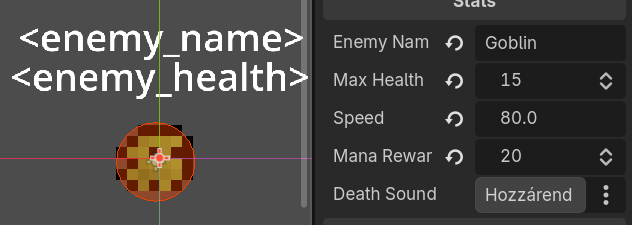 <enemy_name>
<enemy_health>
Stats
Enemy Nam Goblin
Max Health 15
Speed 80.0
Mana Rewar 20
Death Sound Hozzárend